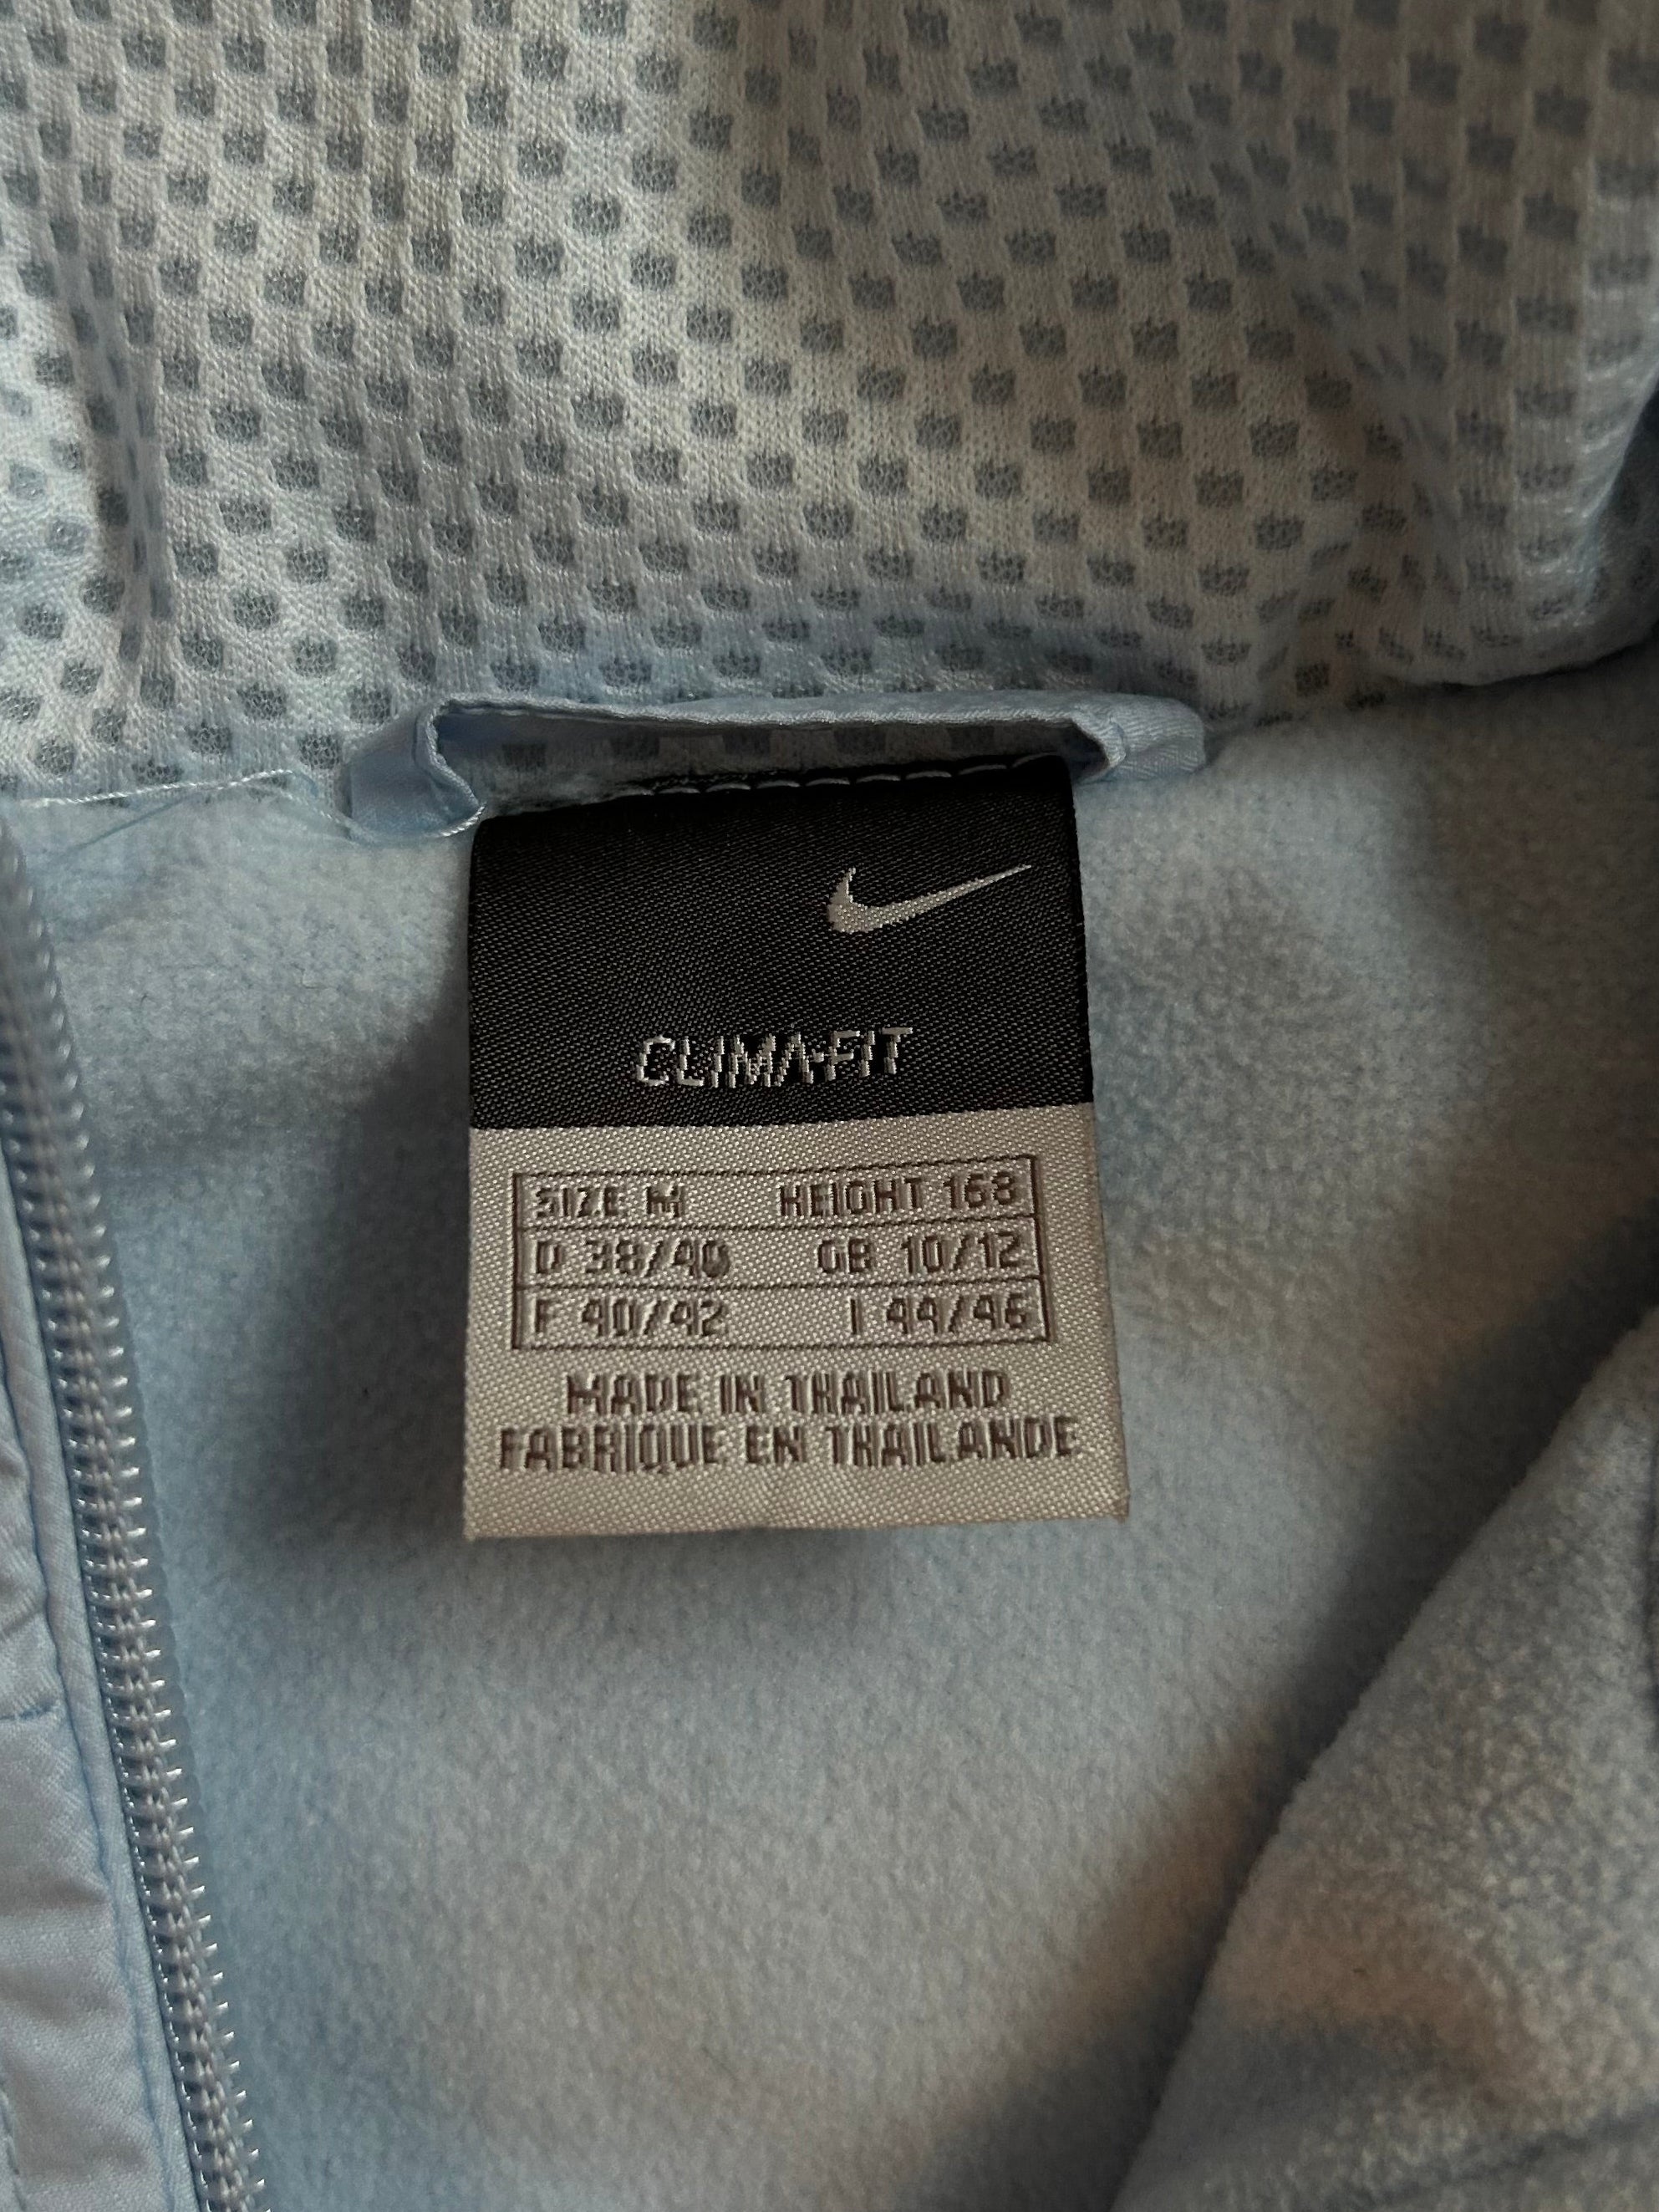 CLIMA-FIT
SIZE M HEIGHT 168
D 38/40 GB 10/12
F 40/42 I 44/46
MADE IN THAILAND
FABRIQUE EN THAILANDE